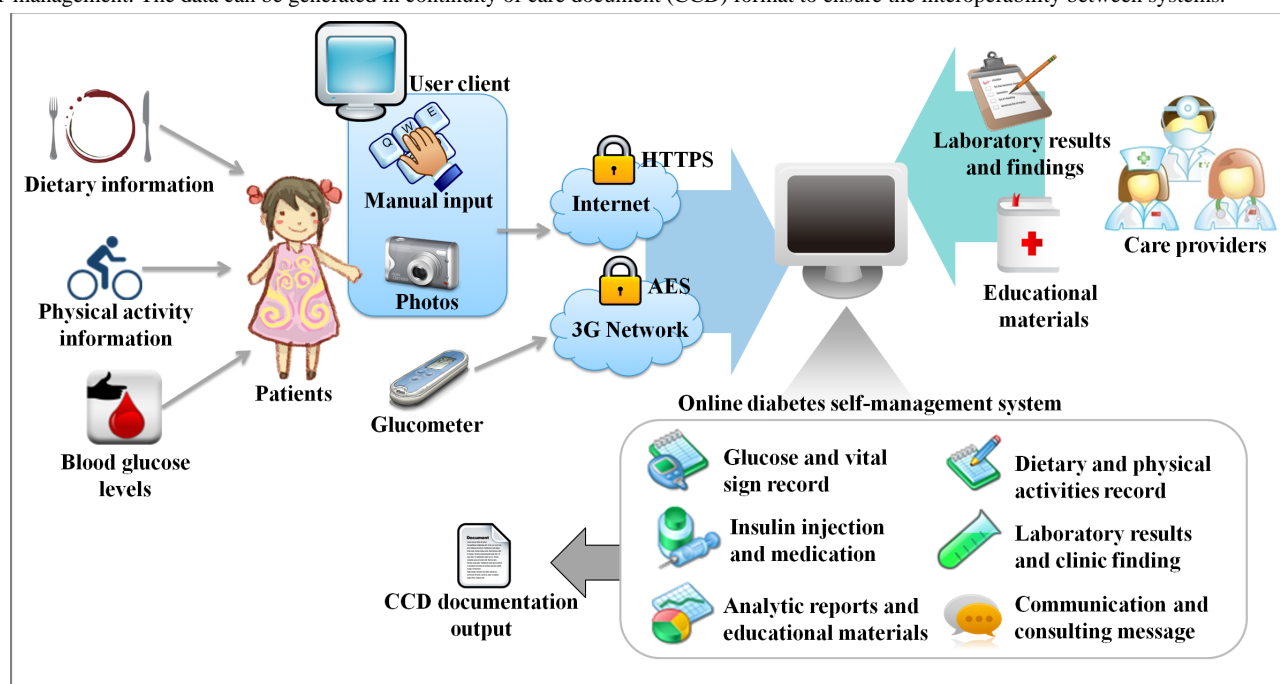 management. The data can be generated in continuity of care document (CCD) format to ensure the interoperability between systems.
User client
Q W E
Manual input
Photos
Dietary information
Physical activity
information
Blood glucose
levels
Patients
Glucometer
HTTPS
Internet
AES
3G Network
Laboratory results
and findings
Educational
materials
Care providers
Online diabetes self-management system
Glucose and vital
sign record
Dietary and physical
activities record
Insulin injection
and medication
Laboratory results
and clinic finding
Analytic reports and
educational materials
Communication and
consulting message
Document
CCD documentation
output